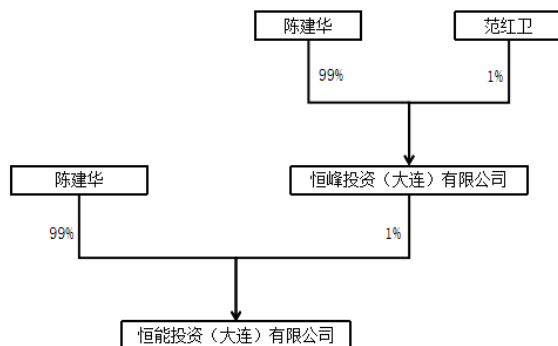 陈建华
范红卫
99%
1%
陈建华
恒峰投资（大连）有限公司
99%
1%
恒能投资（大连）有限公司